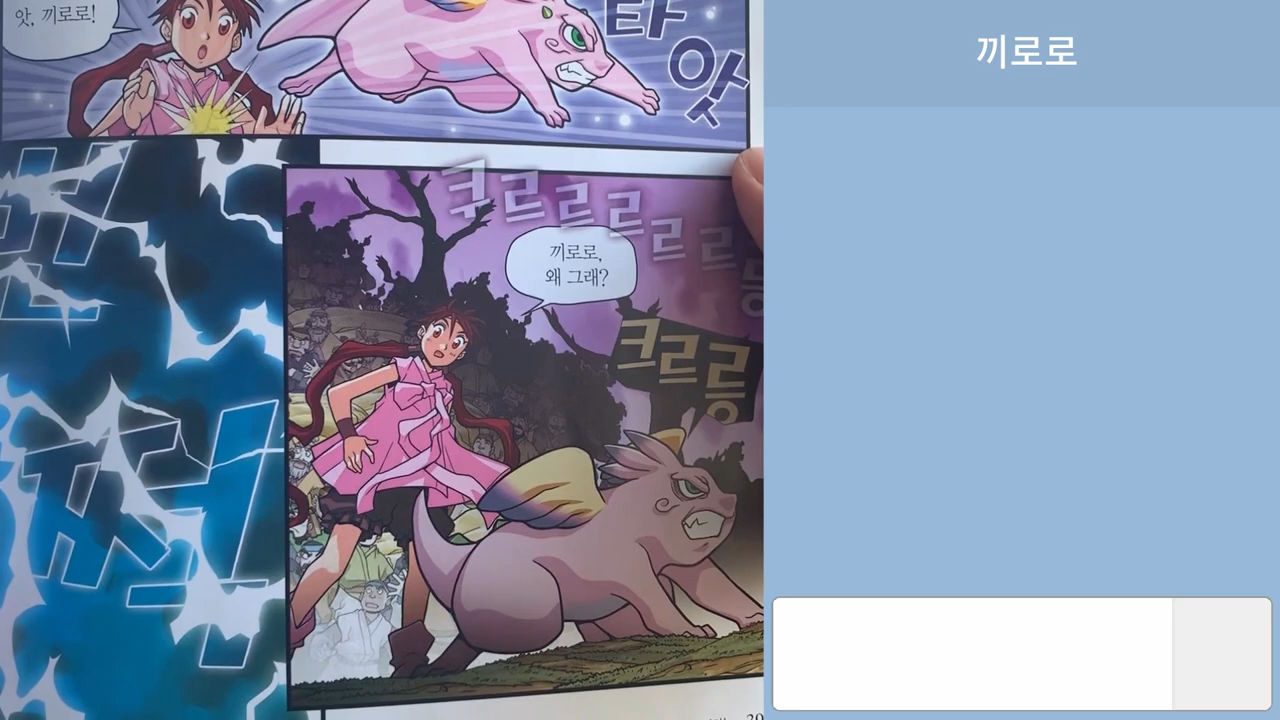 앗, 끼로로!
타
앗
쿠르르르르르릉
끼로로,
왜 그래?
크르릉
번
쩍
끼로로